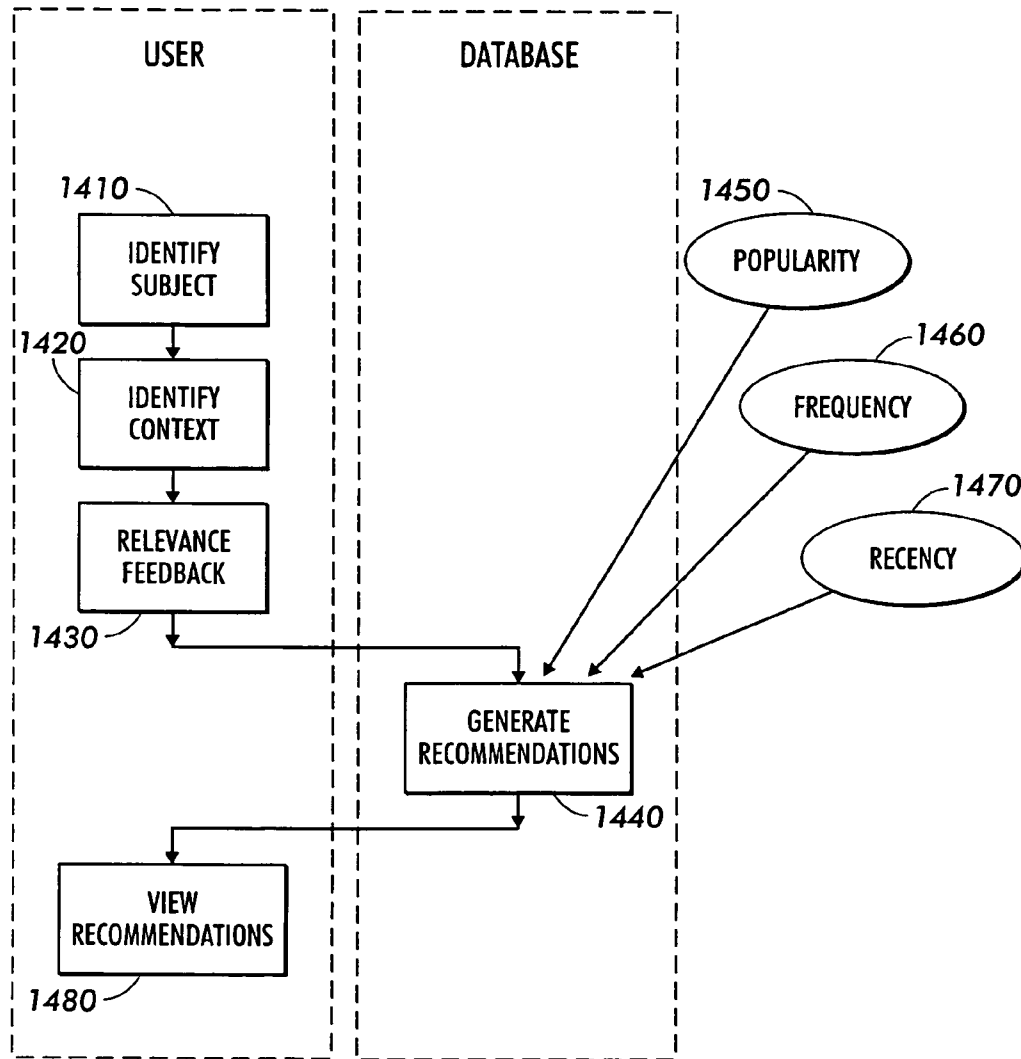 USER
DATABASE
1410
IDENTIFY
SUBJECT
1420
IDENTIFY
CONTEXT
RELEVANCE
FEEDBACK
1430
1450
POPULARITY
1460
FREQUENCY
1470
RECENCY
GENERATE
RECOMMENDATIONS
1440
VIEW
RECOMMENDATIONS
1480